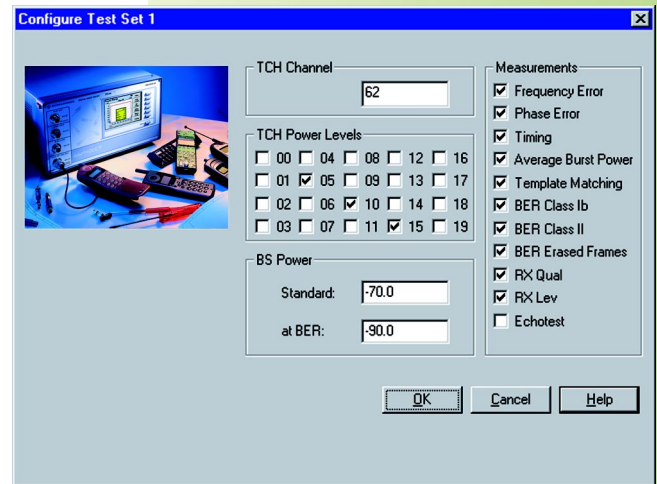 Configure Test Set 1
TCH Channel
62
TCH Power Levels
00 04 08 12 16
01 05 09 13 17
02 06 10 14 18
03 07 11 15 19
BS Power
Standard: -70.0
at BER: -90.0
Measurements
Frequency Error
Phase Error
Timing
Average Burst Power
Template Matching
BER Class Ib
BER Class II
BER Erased Frames
RX Qual
RX Lev
Echotest
OK Cancel Help